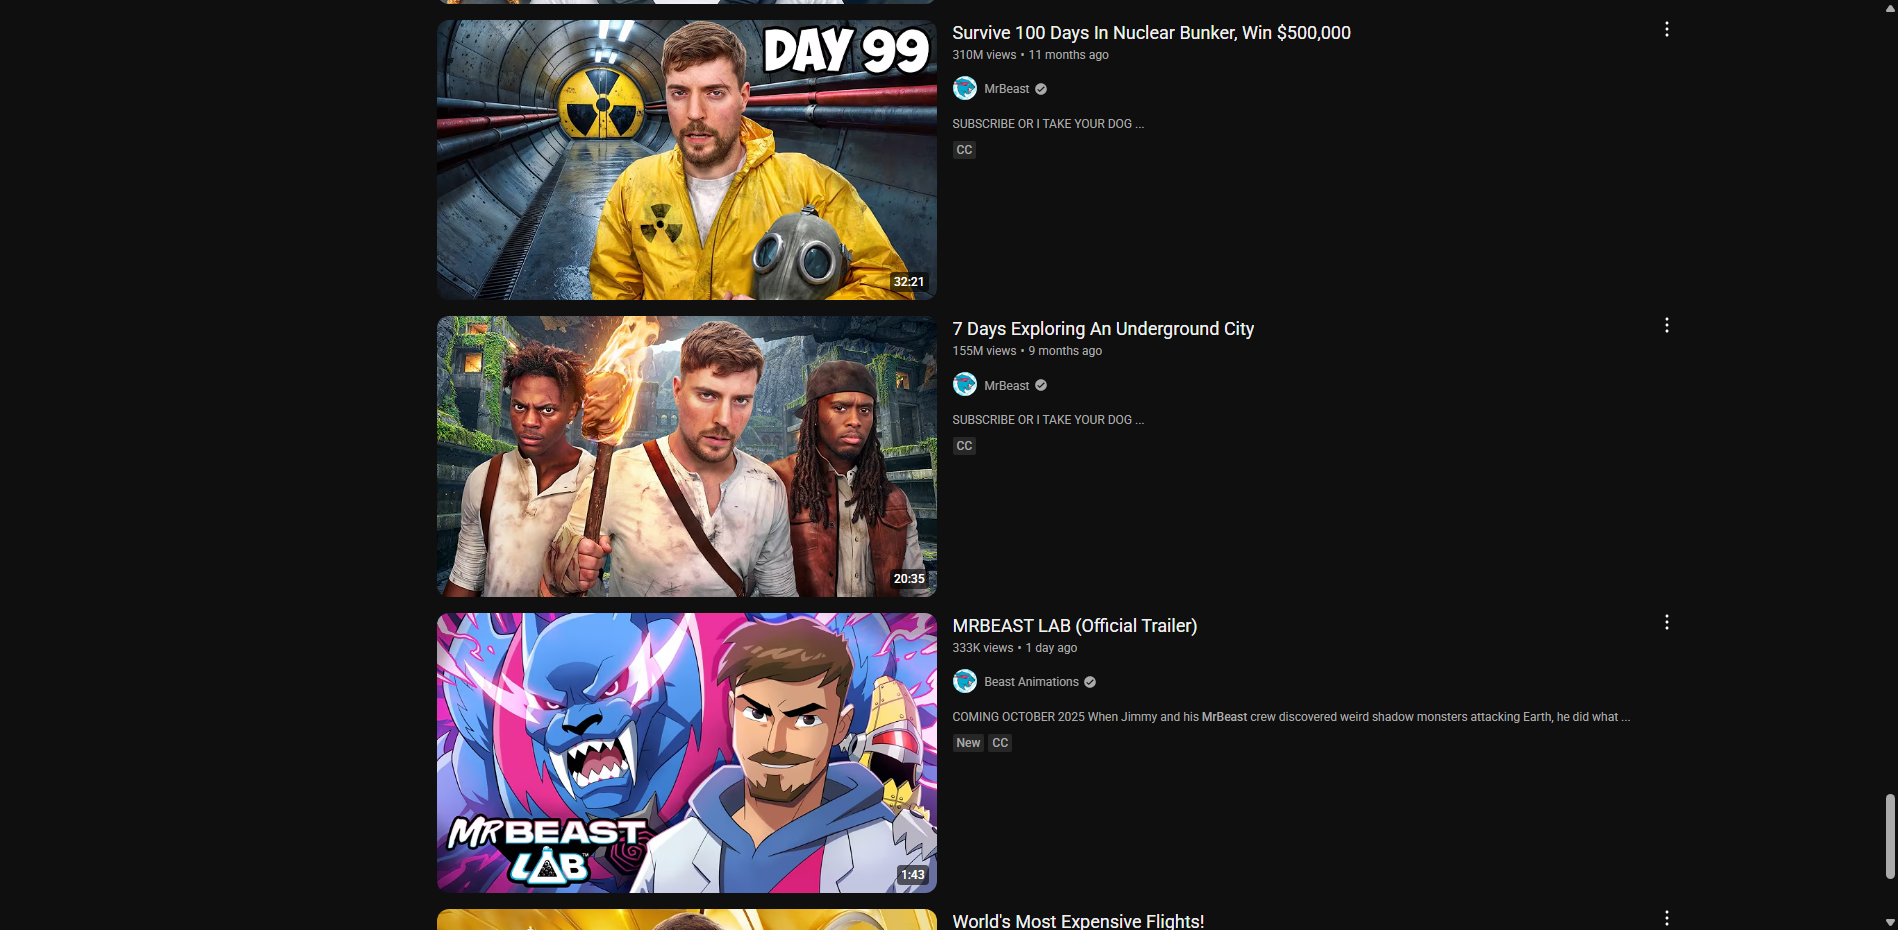 DAY 99
32:21
Survive 100 Days In Nuclear Bunker, Win $500,000
310M views • 11 months ago
MrBeast
SUBSCRIBE OR I TAKE YOUR DOG ...
CC
20:35
7 Days Exploring An Underground City
155M views • 9 months ago
MrBeast
SUBSCRIBE OR I TAKE YOUR DOG ...
CC
MRBEAST
LAB
1:43
MRBEAST LAB (Official Trailer)
333K views • 1 day ago
Beast Animations
COMING OCTOBER 2025 When Jimmy and his MrBeast crew discovered weird shadow monsters attacking Earth, he did what ...
New CC
World's Most Expensive Flights!